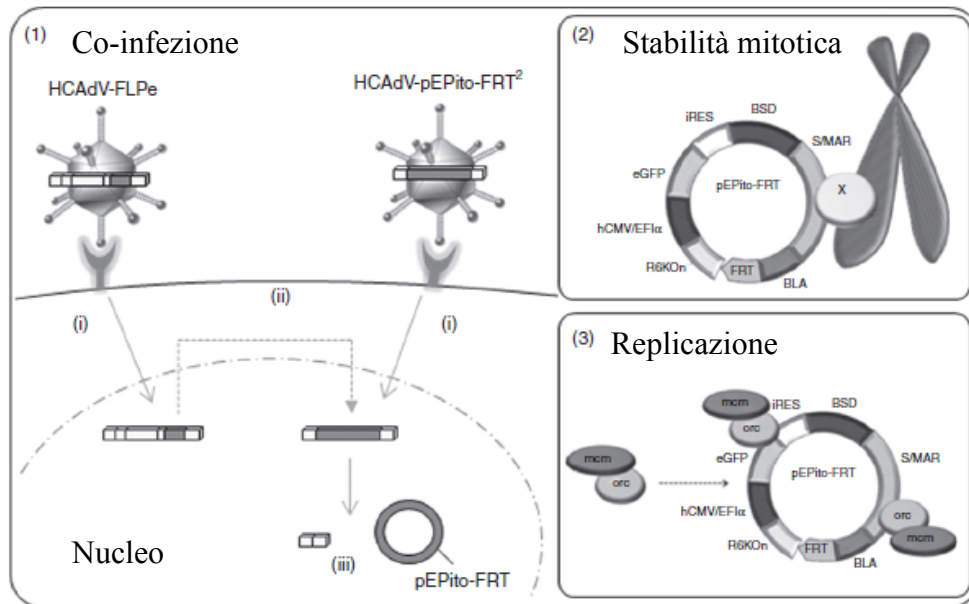 (1) Co-infezione
HCAdV-FLPe
HCAdV-pEPito-FRT²
(i)
(ii)
(i)
Nucleo
(iii)
pEPito-FRT
(2) Stabilità mitotica
iRES
BSD
S/MAR
eGFP
pEPito-FRT
X
hCMV/EFIα
R6KOn
FRT
BLA
(3) Replicazione
mcm
orc
iRES
BSD
mcm
orc
eGFP
pEPito-FRT
S/MAR
hCMV/EFIα
orc
mcm
R6KOn
FRT
BLA